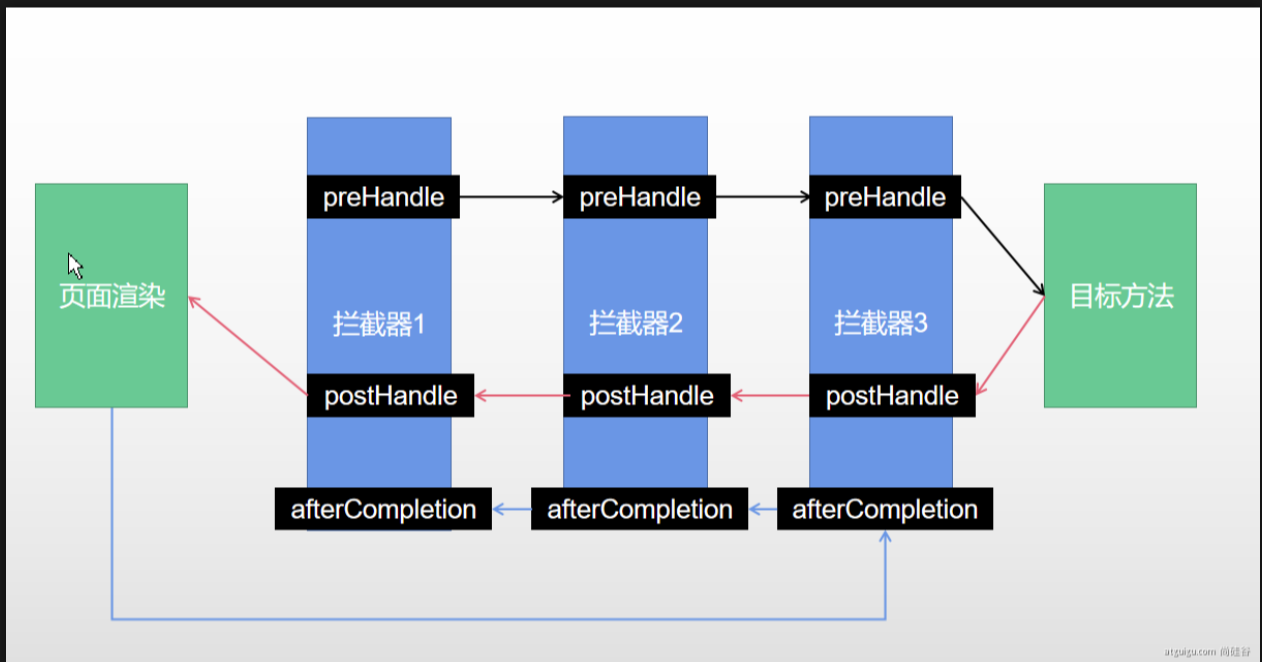 preHandle
preHandle
preHandle
页面渲染
拦截器1
拦截器2
拦截器3
目标方法
postHandle
postHandle
postHandle
afterCompletion
afterCompletion
afterCompletion
atguigu.com 尚硅谷